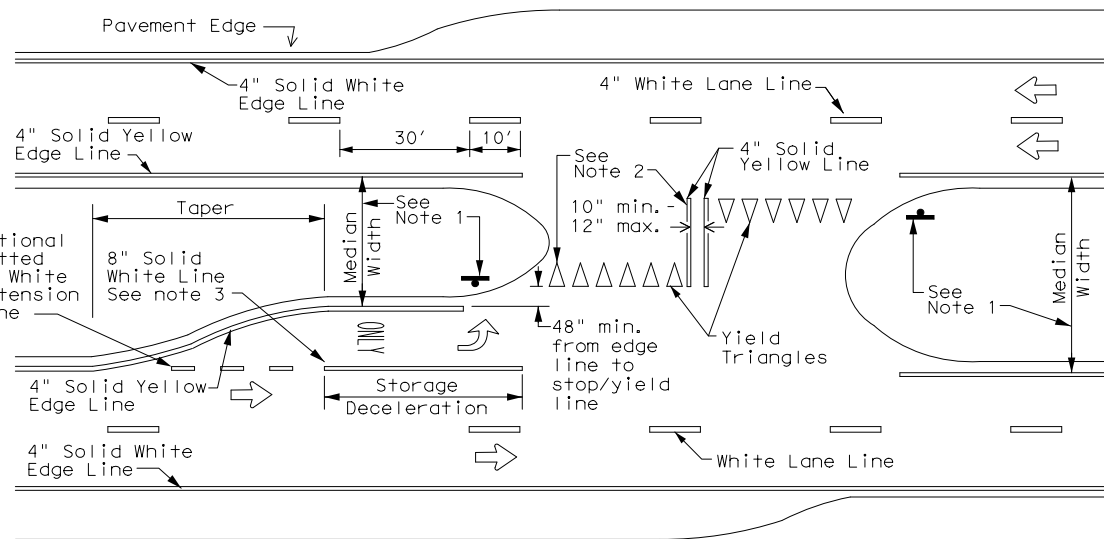 Pavement Edge
4" Solid White
Edge Line
4" White Lane Line
4" Solid Yellow
Edge Line
30'
10'
See
Note 2
4" Solid
Yellow Line
Taper
See
Note 1
Median
Width
10" min.
12" max.
8" Solid
White Line
See note 3
White
ONLY
48" min.
from edge
line to
stop/yield
line
Yield
Triangles
See
Note 1
Median
Width
4" Solid Yellow
Edge Line
Storage
Deceleration
4" Solid White
Edge Line
White Lane Line